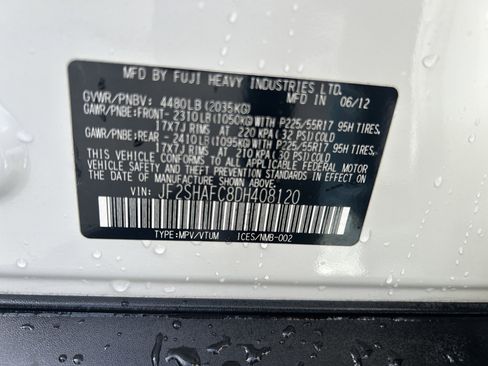 MFD BY FUJI HEAVY INDUSTRIES LTD.
IN 06/12
GVWR/PNBV: 4480LB(2035KG)
GAWR/PNBE:FRONT- 2310LB(1050KG)WITH P225/55R17 95H TIRES,
17X7J RIMS AT 220 KPA(32 PSI)COLD
GAWR/PNBE:REAR - 2410LB(1095KG)WITH P225/55R17 95H TIRES,
17X7J RIMS AT 210 KPA(30 PSI)COLD
THIS VEHICLE CONFORMS TO ALL APPLICABLE FEDERAL MOTOR
VEHICLE SAFETY AND THEFT PREVENTION STANDARDS IN EFFECT ON
THE DATE OF MANUFACTURE SHOWN ABOVE.
VIN: JF2SHAFC8DH408120
TYPE:MPV/VTUM ICES/NMB-002